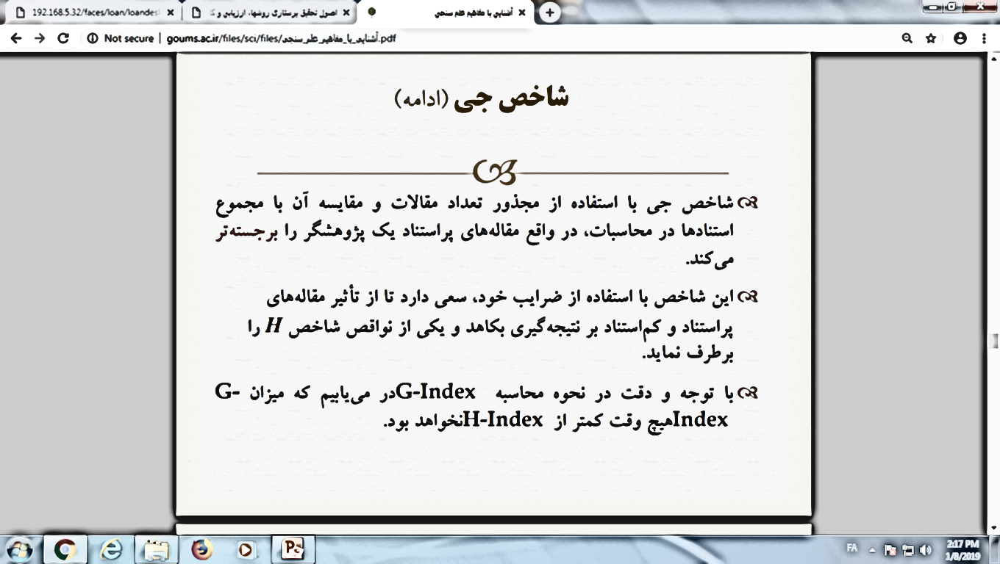 192.168.5.32/faces/loan/loandes
اصول تحقیق پرستاری روشها، ارزیابی و ک
آشنایی با مفاهیم علم سنجی
Not secure | goums.ac.ir/files/sci/files/آشنایی_با_مفاهیم_علم_سنجی.pdf
شاخص جی (ادامه)
شاخص جی با استفاده از مجذور تعداد مقالات و مقایسه آن با مجموع
استنادها در محاسبات، در واقع مقاله‌های پراستناد یک پژوهشگر را برجسته‌تر
می‌کند.
این شاخص با استفاده از ضرایب خود، سعی دارد تا از تأثیر مقاله‌های
پراستناد و کم‌استناد بر نتیجه‌گیری بکاهد و یکی از نواقص شاخص H را
برطرف نماید.
با توجه و دقت در نحوه محاسبه G-Index در می‌یابیم که میزان G-
Index هیچ وقت کمتر از H-Index نخواهد بود.
FA
2:17 PM
1/8/2019